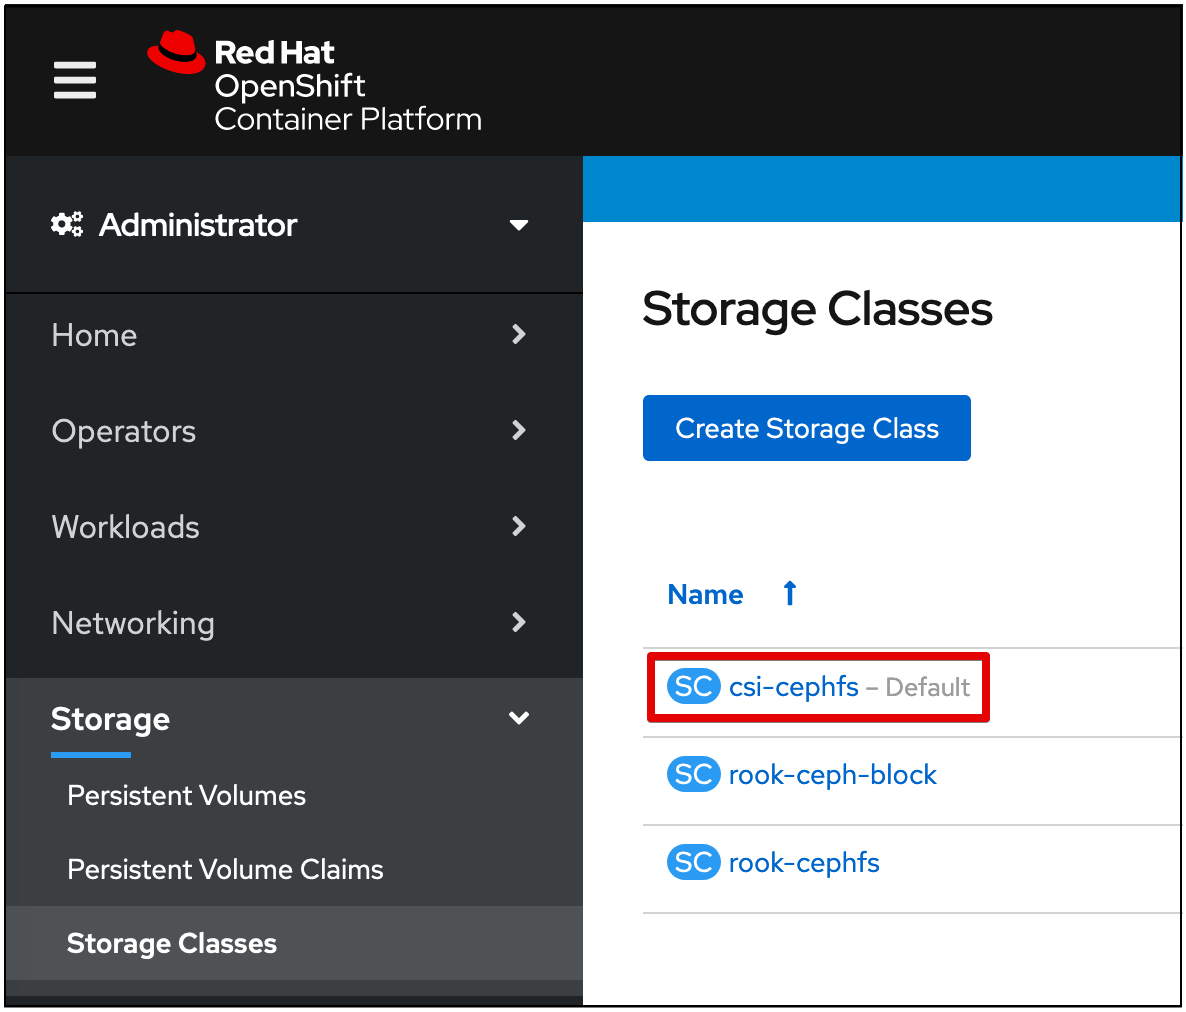 Red Hat
OpenShift
Container Platform
Administrator
Home
Operators
Workloads
Networking
Storage
Persistent Volumes
Persistent Volume Claims
Storage Classes
Storage Classes
Create Storage Class
Name
SC csi-cephfs – Default
SC rook-ceph-block
SC rook-cephfs